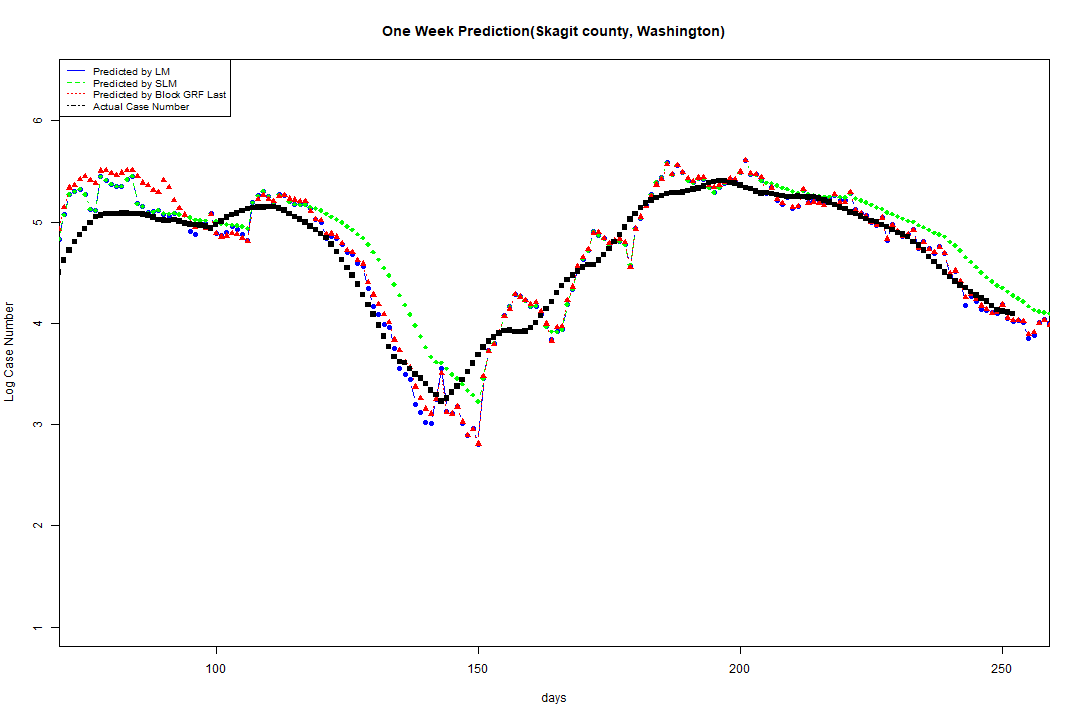 One Week Prediction(Skagit county, Washington)
Predicted by LM
Predicted by SLM
Predicted by Block GRF Last
Actual Case Number
6
5
4
3
2
1
Log Case Number
100
150
200
250
days